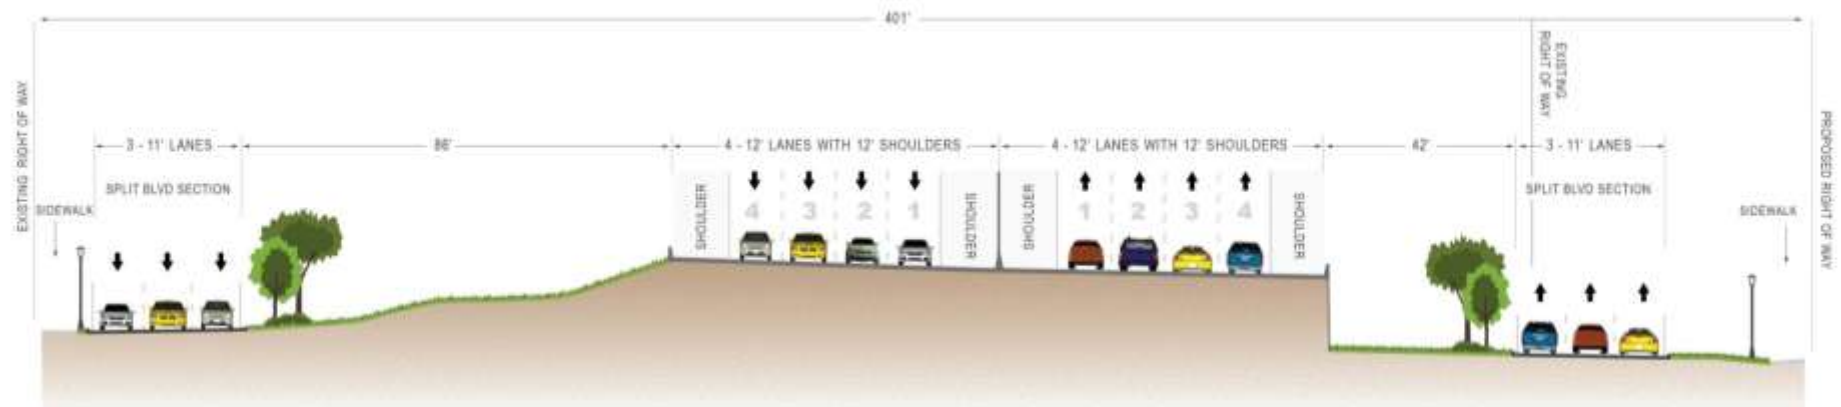 401'
EXISTING
RIGHT OF WAY
EXISTING RIGHT OF WAY
PROPOSED RIGHT OF WAY
3 - 11' LANES
86'
4 - 12' LANES WITH 12' SHOULDERS
4 - 12' LANES WITH 12' SHOULDERS
42'
3 - 11' LANES
SPLIT BLVD SECTION
SPLIT BLVD SECTION
SIDEWALK
SHOULDER
4
3
2
1
SHOULDER
SHOULDER
1
2
3
4
SHOULDER
SIDEWALK